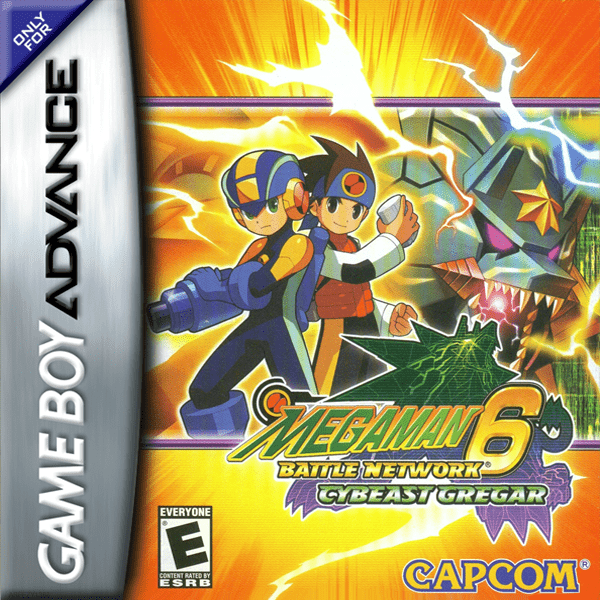 ONLY
FOR
GAME BOY ADVANCE
MEGAMAN 6
BATTLE NETWORK®
CYBEAST GREGAR
EVERYONE
E
CONTENT RATED BY
ESRB
CAPCOM®